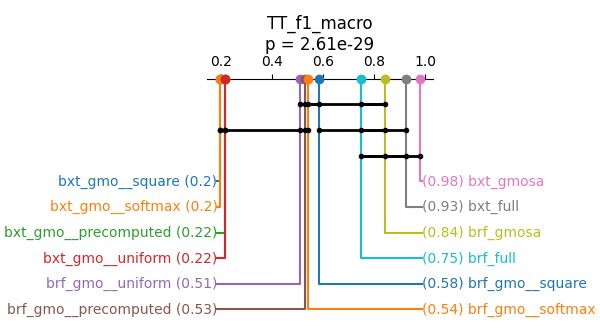 TT_f1_macro
p = 2.61e-29
0.2 0.4 0.6 0.8 1.0
bxt_gmo__square (0.2)
(0.98) bxt_gmosa
bxt_gmo__softmax (0.2)
(0.93) bxt_full
bxt_gmo__precomputed (0.22)
(0.84) brf_gmosa
bxt_gmo__uniform (0.22)
(0.75) brf_full
brf_gmo__uniform (0.51)
(0.58) brf_gmo__square
brf_gmo__precomputed (0.53)
(0.54) brf_gmo__softmax